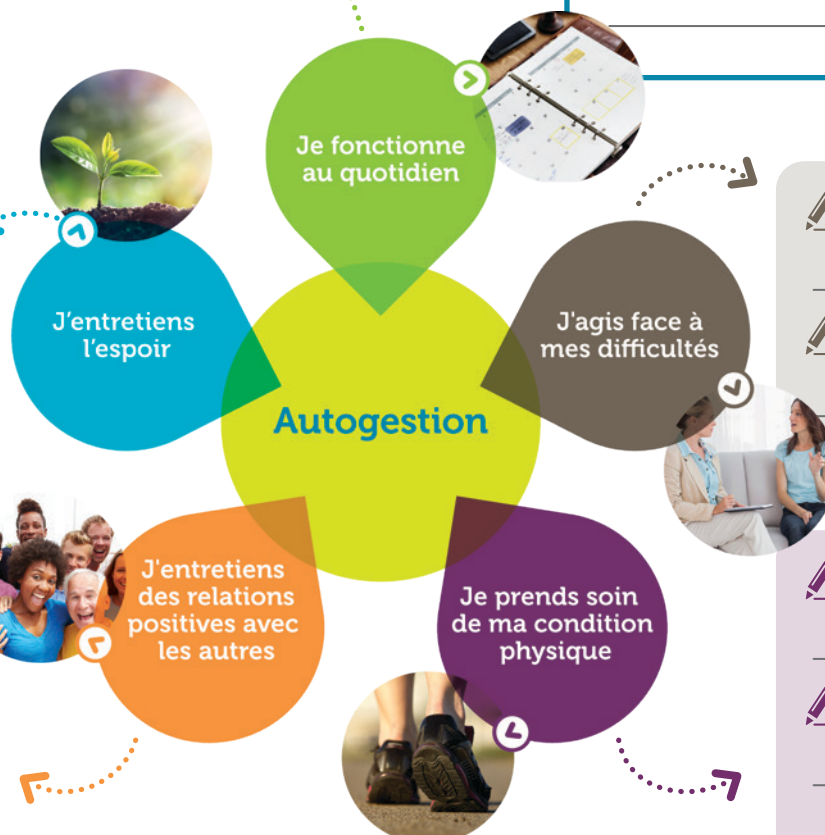 Je fonctionne
au quotidien
J'agis face à
mes difficultés
Je prends soin
de ma condition
physique
J'entretiens
des relations
positives avec
les autres
J’entretiens
l’espoir
Autogestion